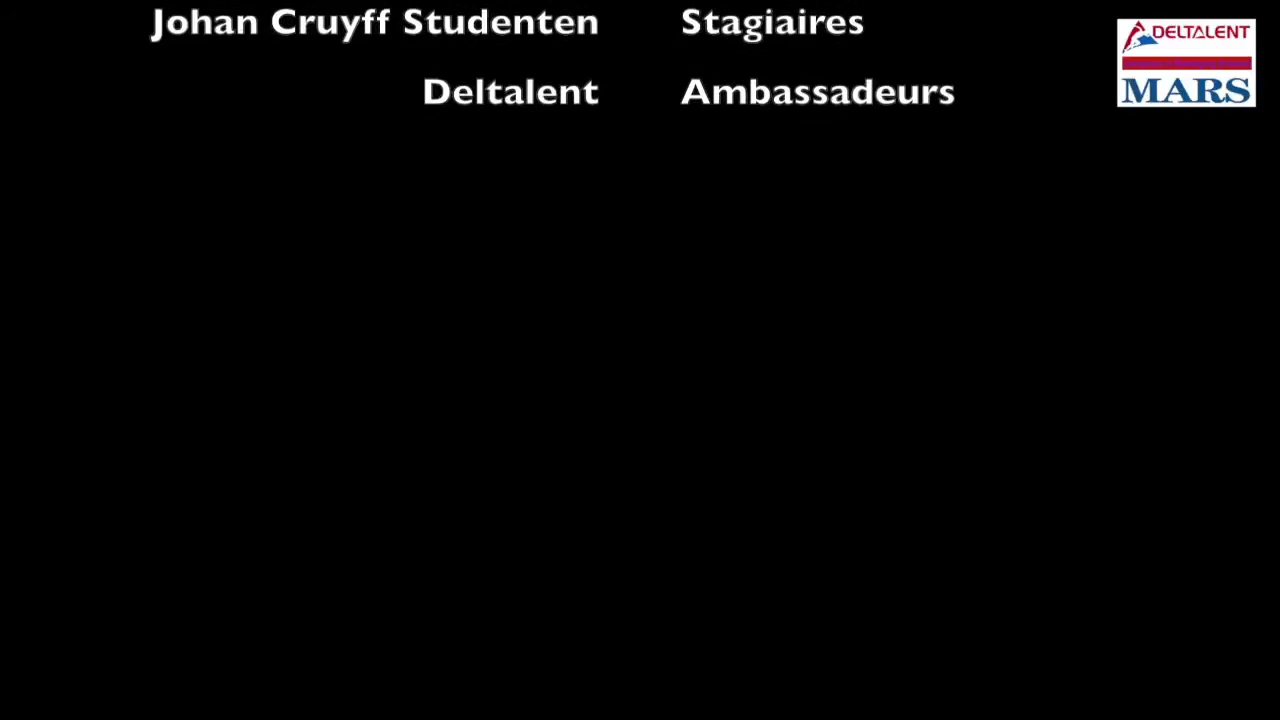 Johan Cruyff Studenten Stagiaires
Deltalent Ambassadeurs
DELTALENT
MARS